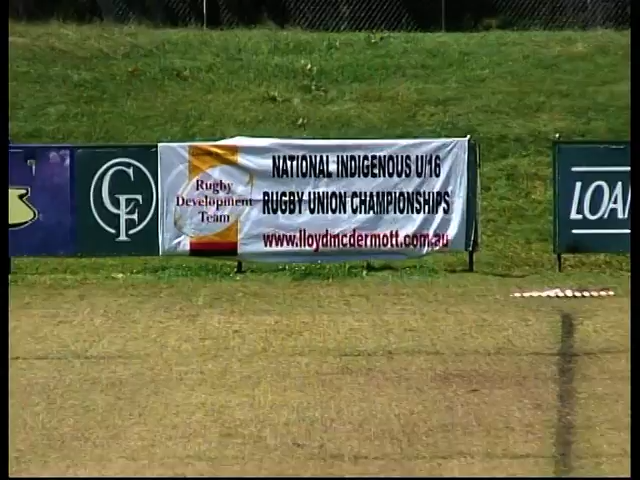 CF
Rugby
Development
Team
NATIONAL INDIGENOUS U/16
RUGBY UNION CHAMPIONSHIPS
www.lloydmcdermott.com.au
LOA